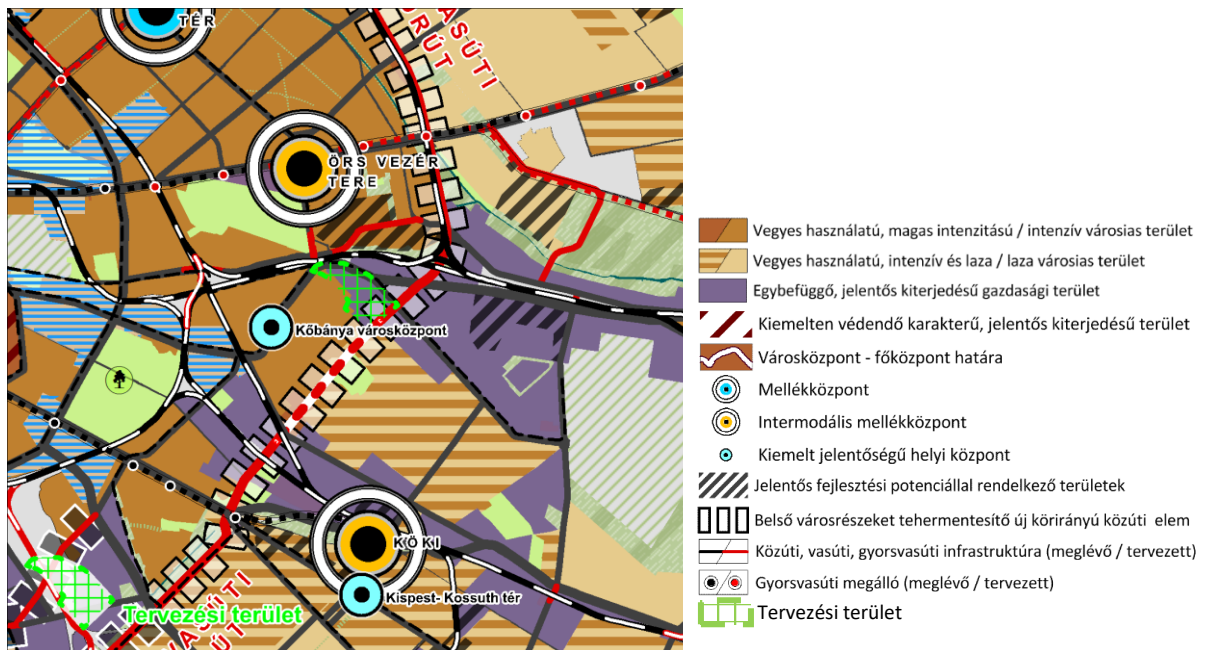 TÉR
VASÚTI
KÖRÚT
ÖRS VEZÉR
TERE
Kőbánya városközpont
KÖKI
Kispest- Kossuth tér
Tervezési terület
VASÚTI
Vegyes használatú, magas intenzitású / intenzív városias terület
Vegyes használatú, intenzív és laza / laza városias terület
Egybefüggő, jelentős kiterjedésű gazdasági terület
Kiemelten védendő karakterű, jelentős kiterjedésű terület
Városközpont - főközpont határa
Mellékközpont
Intermodális mellékközpont
Kiemelt jelentőségű helyi központ
Jelentős fejlesztési potenciállal rendelkező területek
Belső városrészeket tehermentesítő új körirányú közúti elem
Közúti, vasúti, gyorsvasúti infrastruktúra (meglévő / tervezett)
Gyorsvasúti megálló (meglévő / tervezett)
Tervezési terület